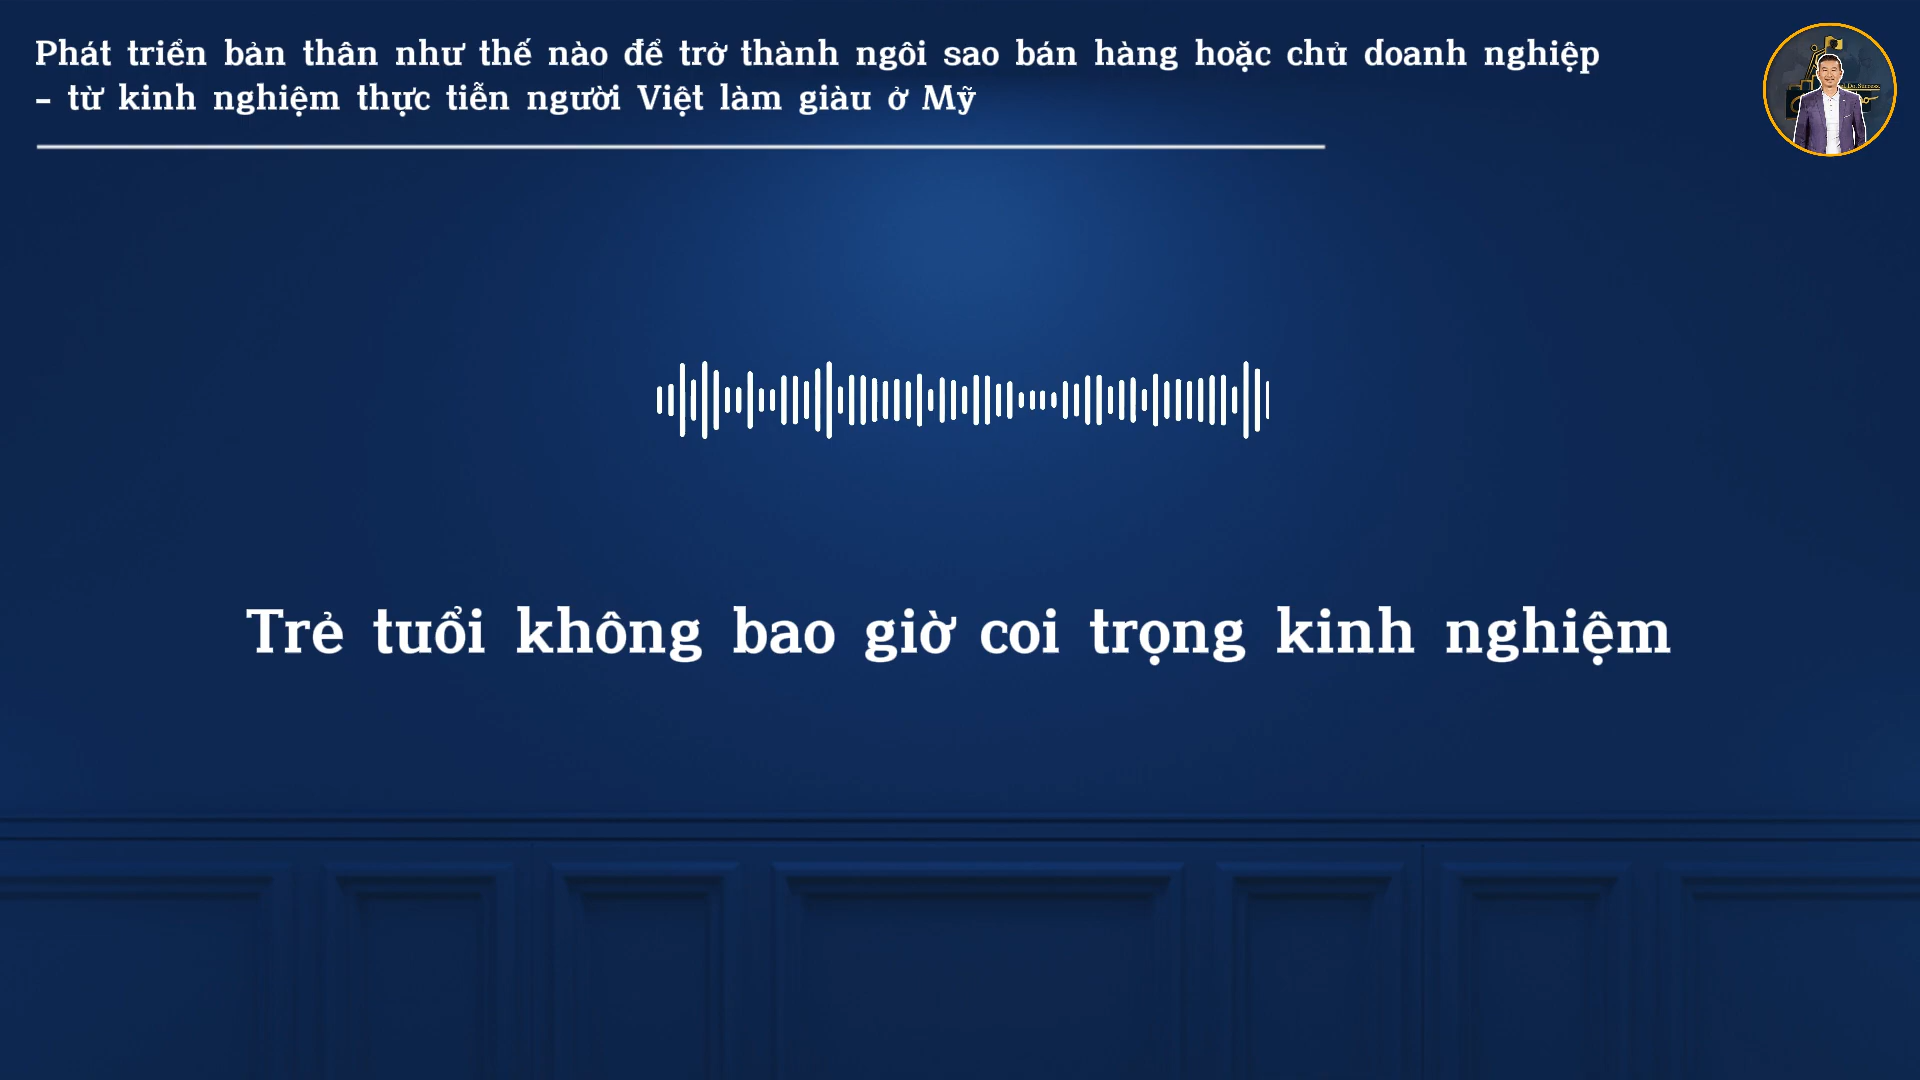 Phát triển bản thân như thế nào để trở thành ngôi sao bán hàng hoặc chủ doanh nghiệp
– từ kinh nghiệm thực tiễn người Việt làm giàu ở Mỹ
Trẻ tuổi không bao giờ coi trọng kinh nghiệm